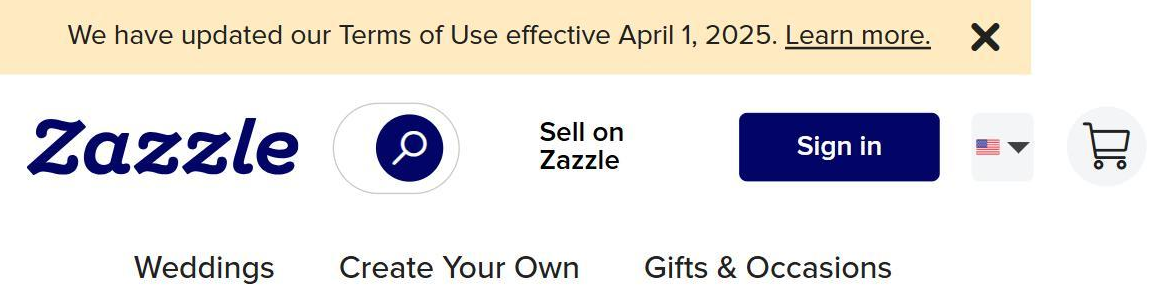 We have updated our Terms of Use effective April 1, 2025. Learn more.
Zazzle
Sell on
Zazzle
Sign in
Weddings Create Your Own Gifts & Occasions